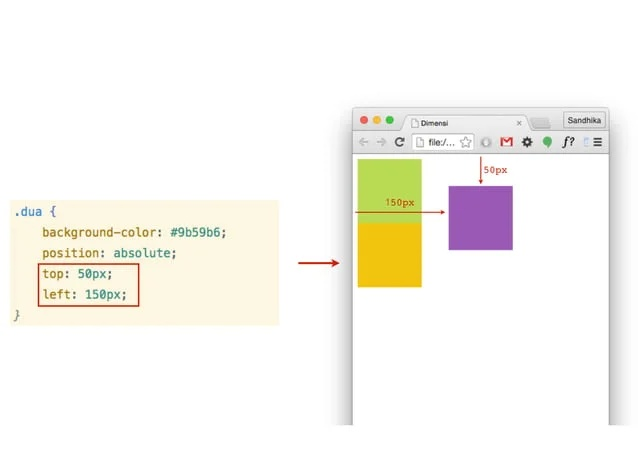 .dua {
background-color: #9b59b6;
position: absolute;
top: 50px;
left: 150px;
}
Dimensi
Sandhika
file:/...
f?
50px
150px